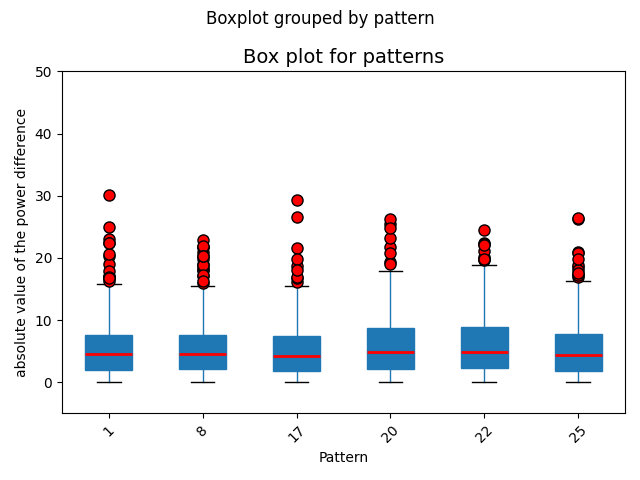 Boxplot grouped by pattern
Box plot for patterns
50
40
30
20
10
0
absolute value of the power difference
1 8 17 20 22 25
Pattern